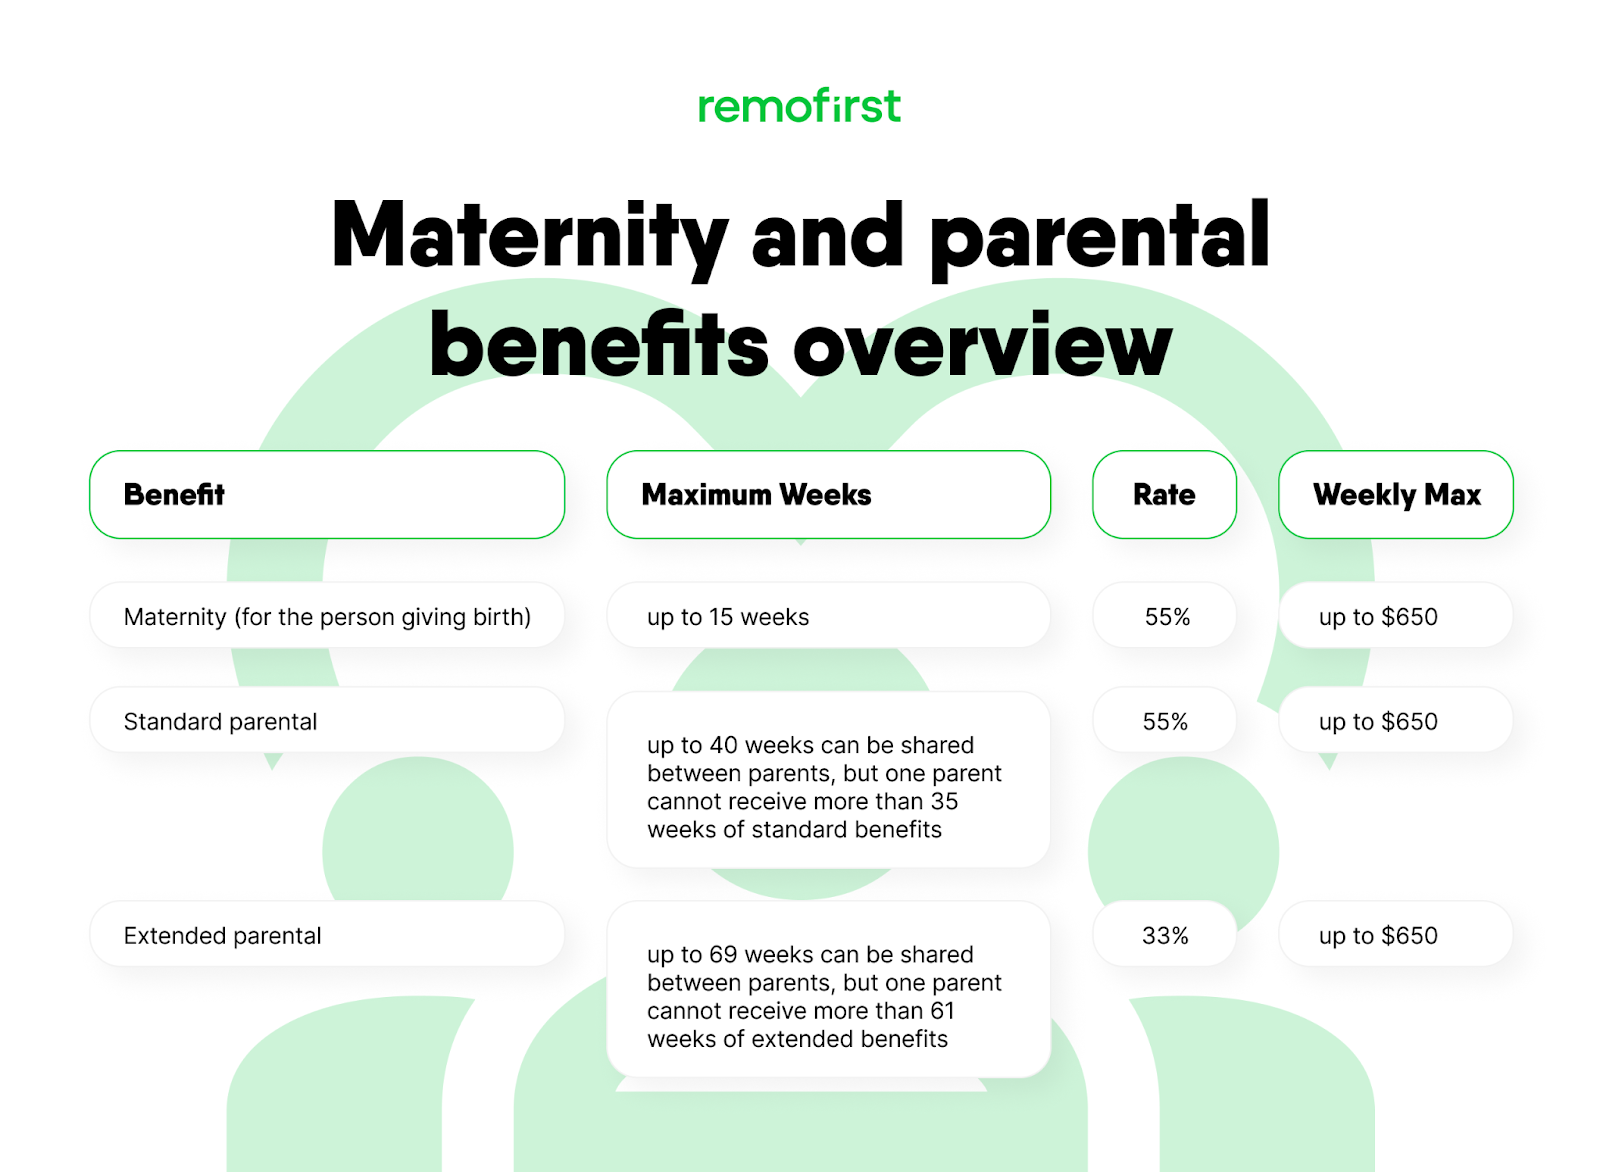 remofirst
Maternity and parental
benefits overview
Benefit
Maximum Weeks
Rate
Weekly Max
Maternity (for the person giving birth)
up to 15 weeks
55%
up to $650
Standard parental
up to 40 weeks can be shared
between parents, but one parent
cannot receive more than 35
weeks of standard benefits
55%
up to $650
Extended parental
up to 69 weeks can be shared
between parents, but one parent
cannot receive more than 61
weeks of extended benefits
33%
up to $650